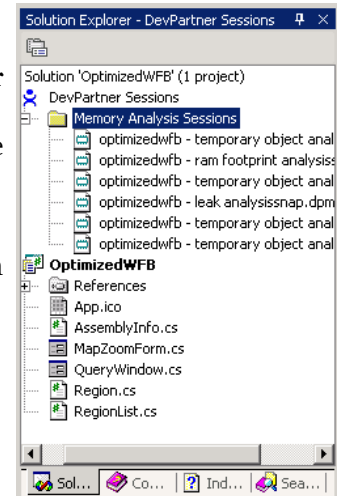 Solution Explorer - DevPartner Sessions
Solution 'OptimizedWFB' (1 project)
DevPartner Sessions
Memory Analysis Sessions
optimizedwfb - temporary object anal
optimizedwfb - ram footprint analysiss
optimizedwfb - temporary object anal
optimizedwfb - leak analysissnap.dpm
optimizedwfb - temporary object anal
optimizedwfb - temporary object anal
OptimizedWFB
References
App.ico
AssemblyInfo.cs
MapZoomForm.cs
QueryWindow.cs
Region.cs
RegionList.cs
Sol... Co... Ind... Sea...